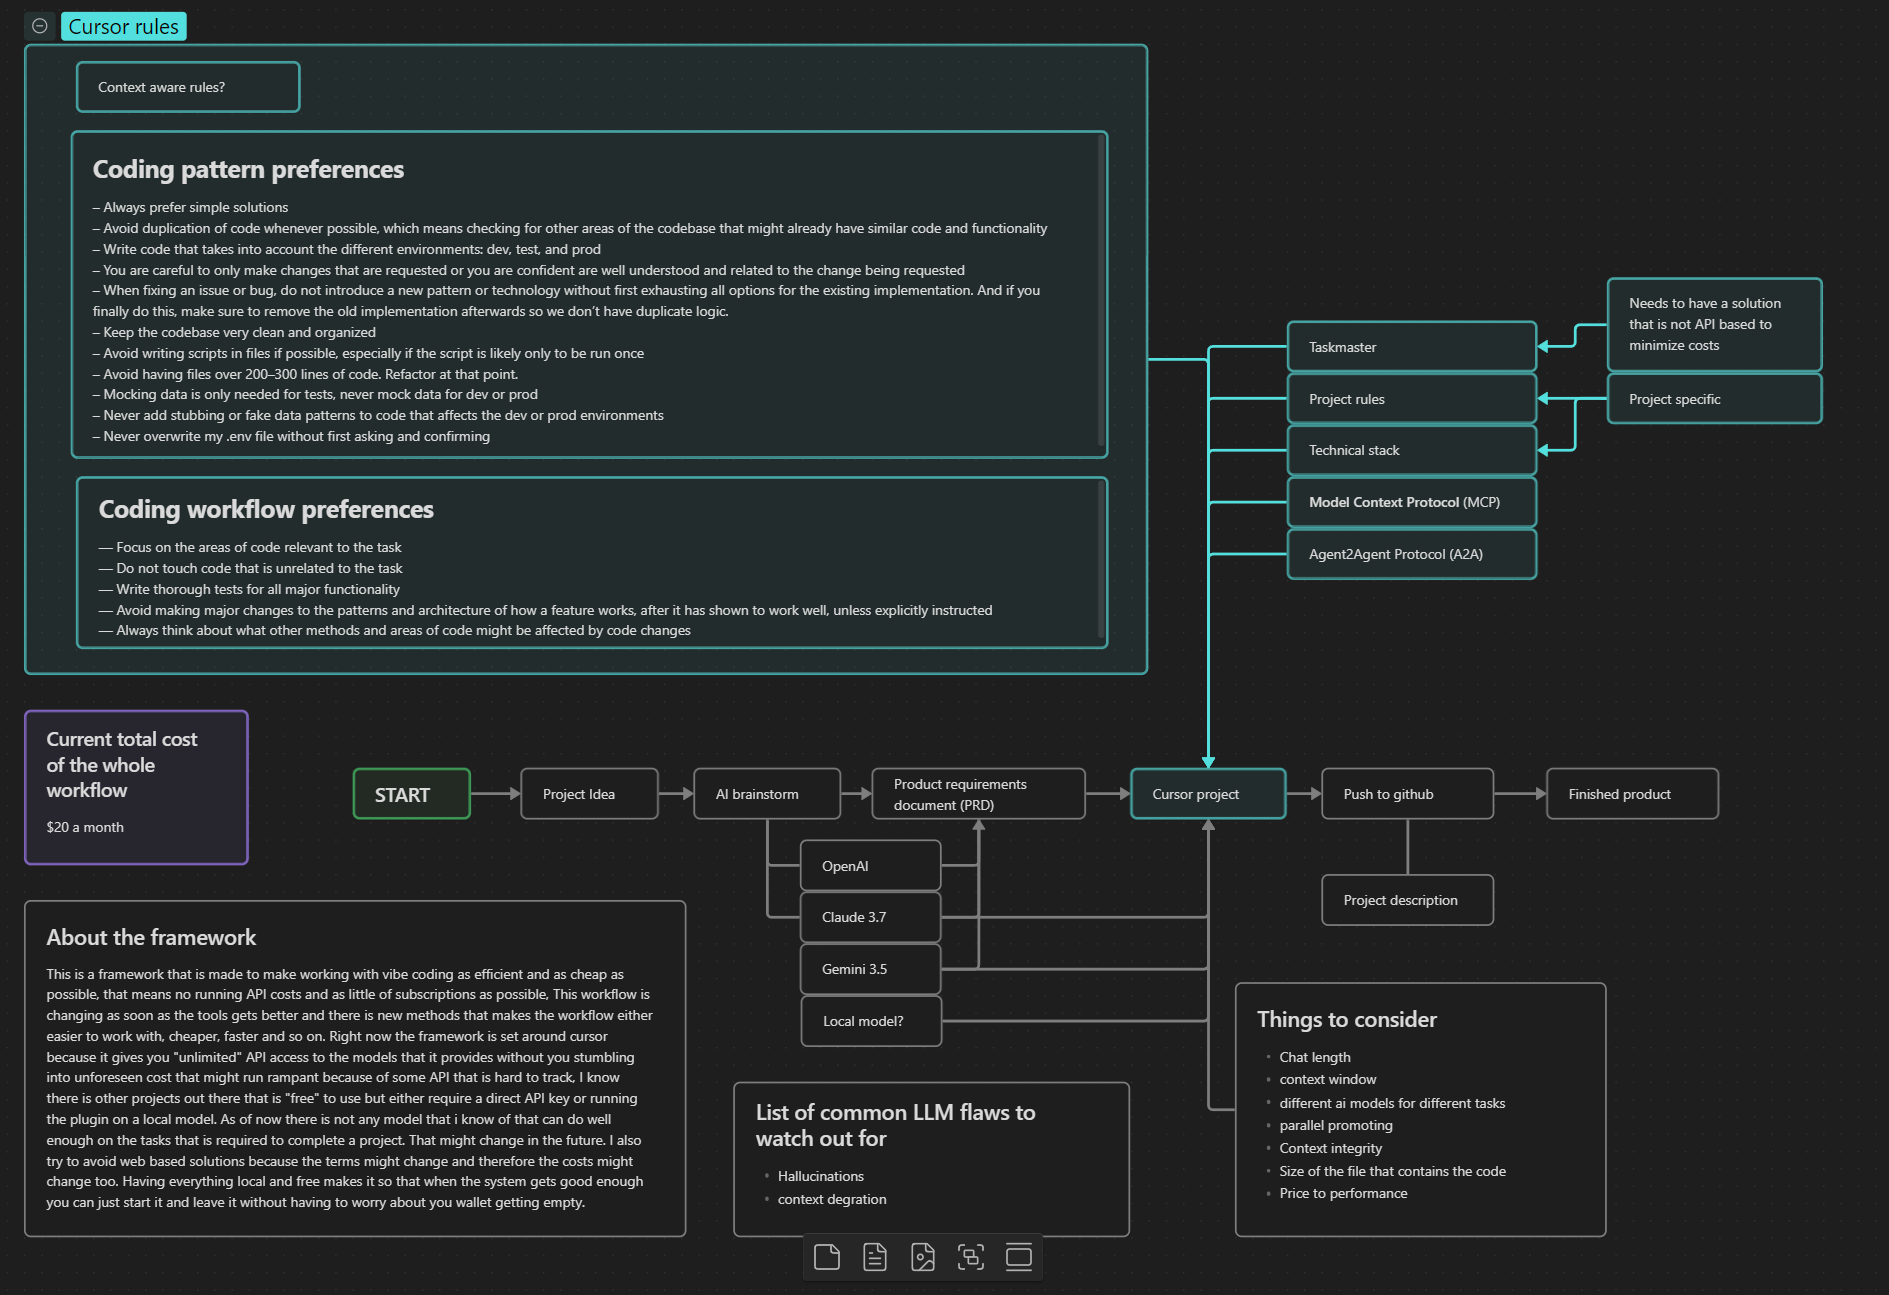 Cursor rules
Context aware rules?
Coding pattern preferences
– Always prefer simple solutions
– Avoid duplication of code whenever possible, which means checking for other areas of the codebase that might already have similar code and functionality
– Write code that takes into account the different environments: dev, test, and prod
– You are careful to only make changes that are requested or you are confident are well understood and related to the change being requested
– When fixing an issue or bug, do not introduce a new pattern or technology without first exhausting all options for the existing implementation. And if you
finally do this, make sure to remove the old implementation afterwards so we don’t have duplicate logic.
– Keep the codebase very clean and organized
– Avoid writing scripts in files if possible, especially if the script is likely only to be run once
– Avoid having files over 200–300 lines of code. Refactor at that point.
– Mocking data is only needed for tests, never mock data for dev or prod
– Never add stubbing or fake data patterns to code that affects the dev or prod environments
– Never overwrite my .env file without first asking and confirming
Coding workflow preferences
— Focus on the areas of code relevant to the task
— Do not touch code that is unrelated to the task
— Write thorough tests for all major functionality
— Avoid making major changes to the patterns and architecture of how a feature works, after it has shown to work well, unless explicitly instructed
— Always think about what other methods and areas of code might be affected by code changes
Taskmaster
Project rules
Technical stack
Model Context Protocol (MCP)
Agent2Agent Protocol (A2A)
Needs to have a solution
that is not API based to
minimize costs
Project specific
Current total cost
of the whole
workflow
$20 a month
START
Project Idea
AI brainstorm
Product requirements
document (PRD)
Cursor project
Push to github
Finished product
OpenAI
Claude 3.7
Gemini 3.5
Local model?
Project description
About the framework
This is a framework that is made to make working with vibe coding as efficient and as cheap as
possible, that means no running API costs and as little of subscriptions as possible, This workflow is
changing as soon as the tools gets better and there is new methods that makes the workflow either
easier to work with, cheaper, faster and so on. Right now the framework is set around cursor
because it gives you "unlimited" API access to the models that it provides without you stumbling
into unforeseen cost that might run rampant because of some API that is hard to track, I know
there is other projects out there that is "free" to use but either require a direct API key or running
the plugin on a local model. As of now there is not any model that i know of that can do well
enough on the tasks that is required to complete a project. That might change in the future. I also
try to avoid web based solutions because the terms might change and therefore the costs might
change too. Having everything local and free makes it so that when the system gets good enough
you can just start it and leave it without having to worry about you wallet getting empty.
List of common LLM flaws to
watch out for
• Hallucinations
• context degration
Things to consider
• Chat length
• context window
• different ai models for different tasks
• parallel promoting
• Context integrity
• Size of the file that contains the code
• Price to performance